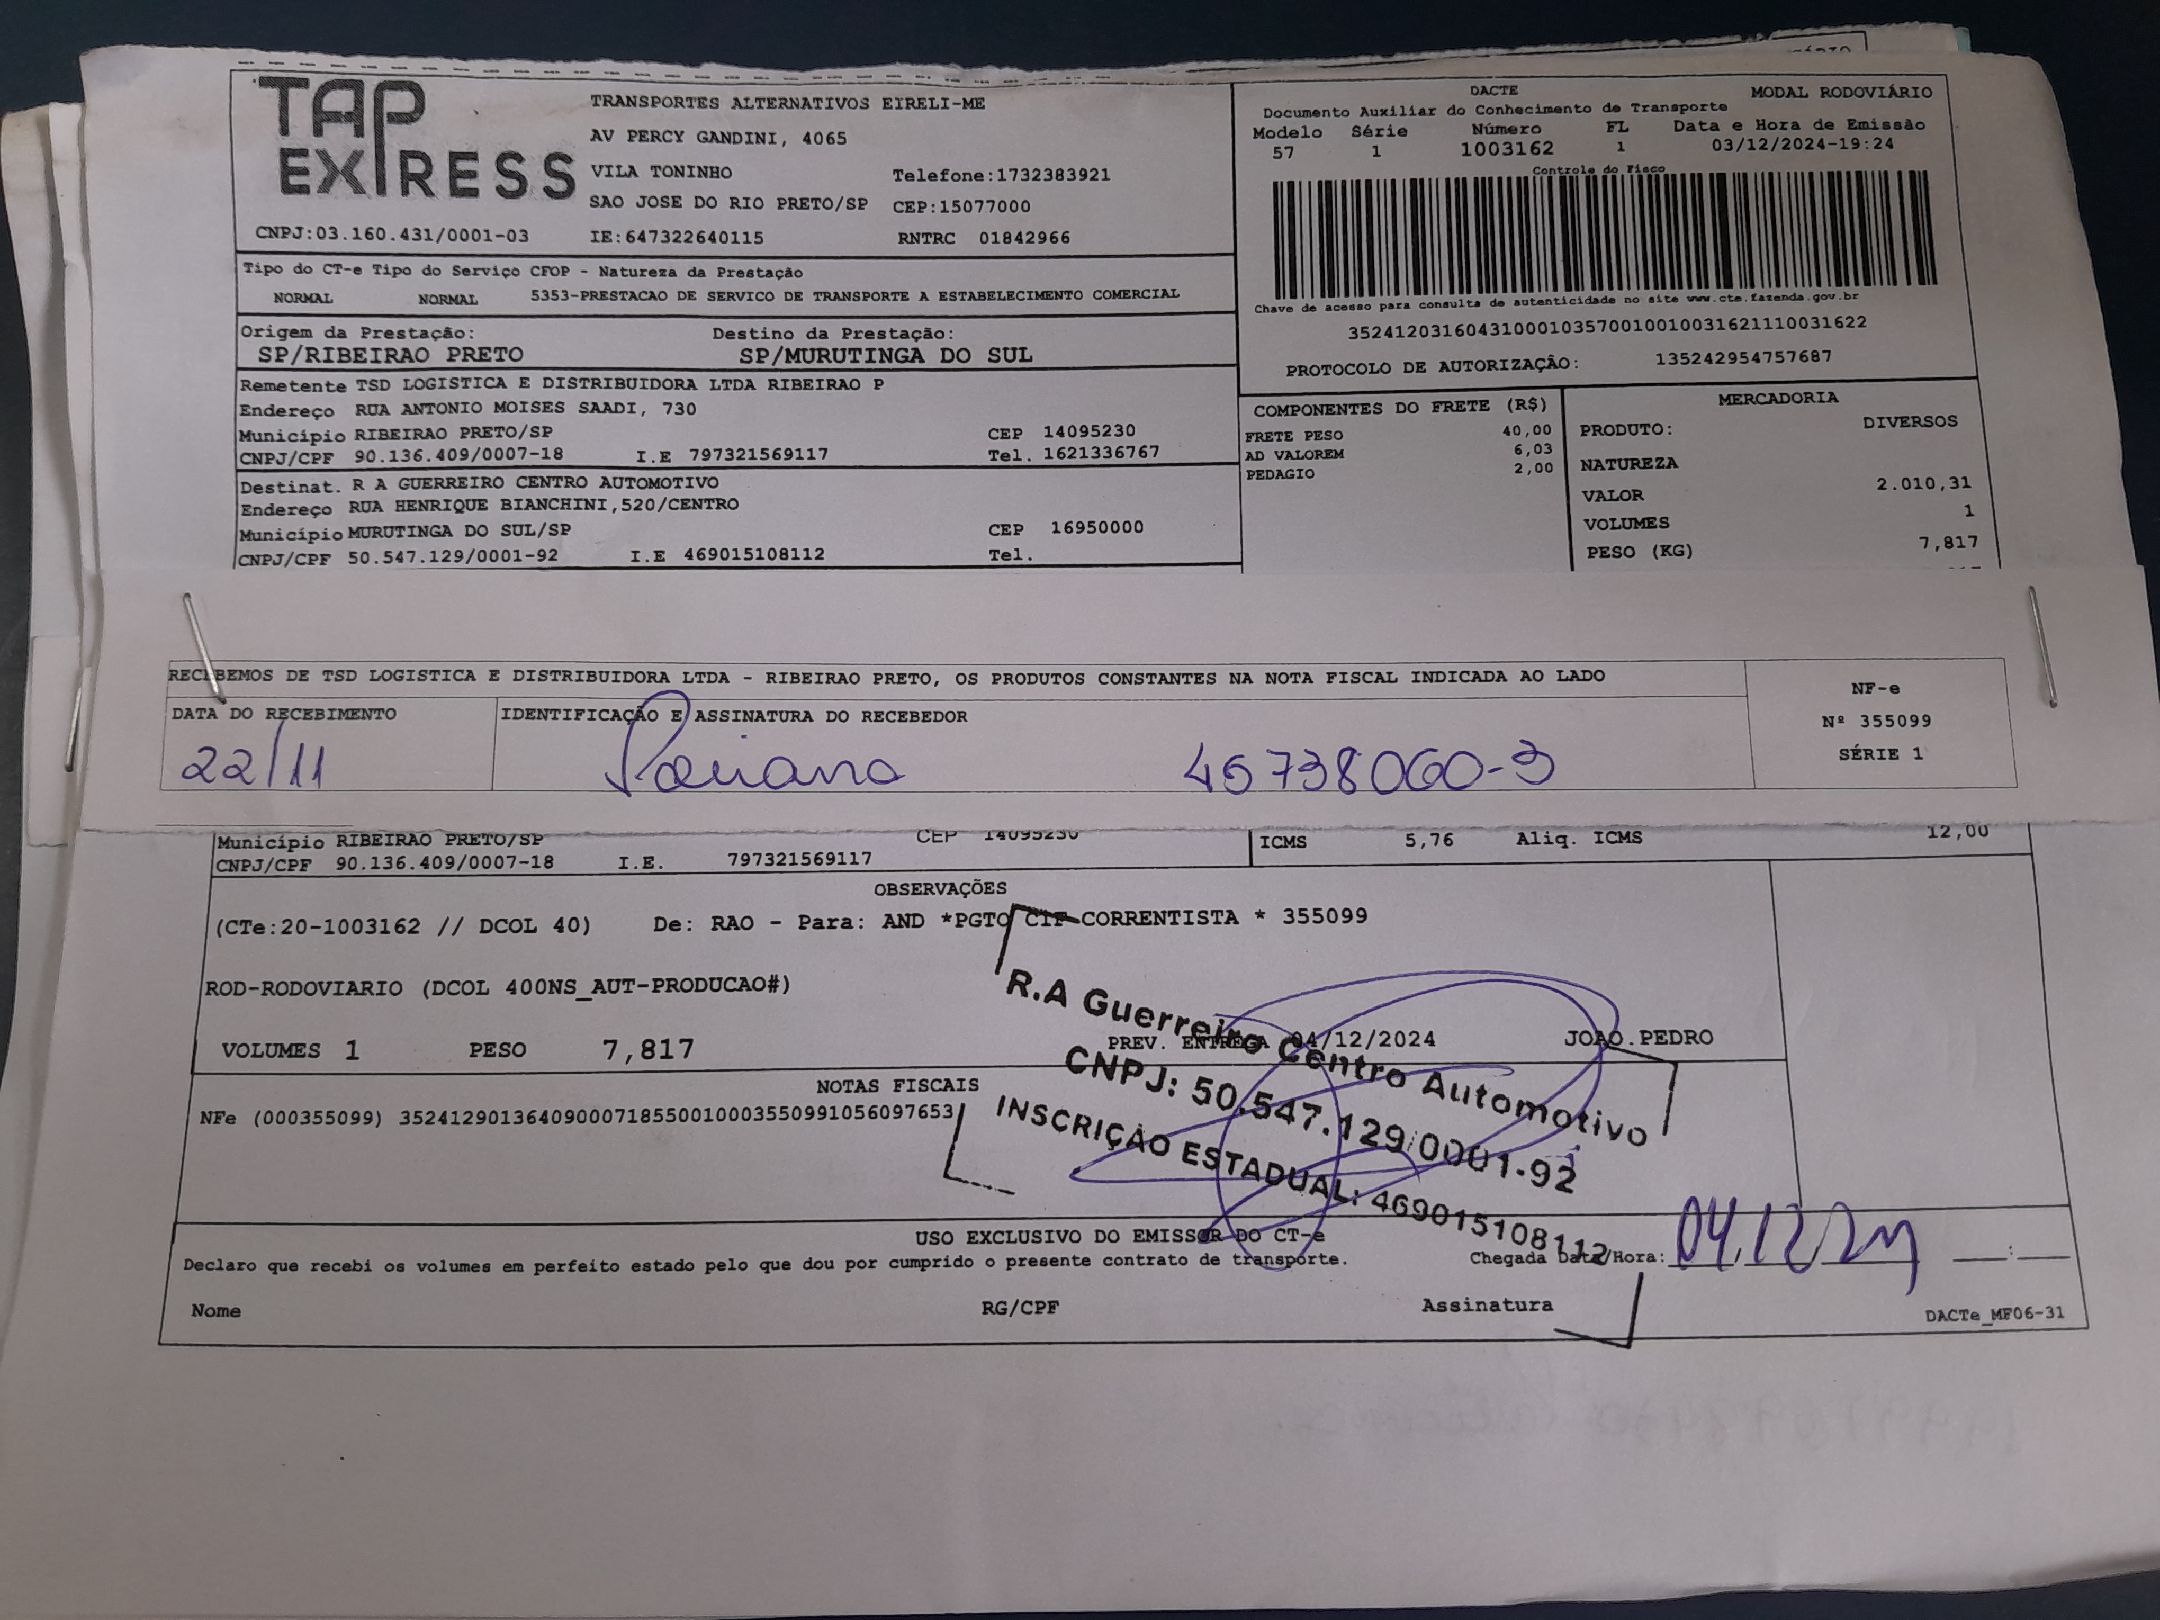 TAP EXPRESS
TRANSPORTES ALTERNATIVOS EIRELI-ME
AV PERCY GANDINI, 4065
VILA TONINHO Telefone:1732383921
SAO JOSE DO RIO PRETO/SP CEP:15077000
CNPJ:03.160.431/0001-03 IE:647322640115 RNTRC 01842966
DACTE MODAL RODOVIÁRIO
Documento Auxiliar do Conhecimento de Transporte
Modelo Série Número FL Data e Hora de Emissão
57 1 1003162 1 03/12/2024-19:24
Controle do Fisco
Chave de acesso para consulta de autenticidade no site www.cte.fazenda.gov.br
35241203160431000103570010010031621110031622
PROTOCOLO DE AUTORIZAÇÃO: 135242954757687
Tipo do CT-e Tipo do Serviço CFOP - Natureza da Prestação
NORMAL NORMAL 5353-PRESTACAO DE SERVICO DE TRANSPORTE A ESTABELECIMENTO COMERCIAL
Origem da Prestação: Destino da Prestação:
SP/RIBEIRAO PRETO SP/MURUTINGA DO SUL
Remetente TSD LOGISTICA E DISTRIBUIDORA LTDA RIBEIRAO P
Endereço RUA ANTONIO MOISES SAADI, 730
Município RIBEIRAO PRETO/SP CEP 14095230
CNPJ/CPF 90.136.409/0007-18 I.E 797321569117 Tel. 1621336767
Destinat. R A GUERREIRO CENTRO AUTOMOTIVO
Endereço RUA HENRIQUE BIANCHINI,520/CENTRO
Município MURUTINGA DO SUL/SP CEP 16950000
CNPJ/CPF 50.547.129/0001-92 I.E 469015108112 Tel.
COMPONENTES DO FRETE (R$)
FRETE PESO 40,00
AD VALOREM 6,03
PEDAGIO 2,00
MERCADORIA
PRODUTO: DIVERSOS
NATUREZA
VALOR 2.010,31
VOLUMES 1
PESO (KG) 7,817
RECEBEMOS DE TSD LOGISTICA E DISTRIBUIDORA LTDA - RIBEIRAO PRETO, OS PRODUTOS CONSTANTES NA NOTA FISCAL INDICADA AO LADO
DATA DO RECEBIMENTO IDENTIFICAÇÃO E ASSINATURA DO RECEBEDOR
22/11 45738060-3
NF-e
Nº 355099
SÉRIE 1
Município RIBEIRAO PRETO/SP CEP 14095230
CNPJ/CPF 90.136.409/0007-18 I.E. 797321569117
ICMS 5,76 Aliq. ICMS 12,00
OBSERVAÇÕES
(CTe:20-1003162 // DCOL 40) De: RAO - Para: AND *PGTO CIF-CORRENTISTA * 355099
ROD-RODOVIARIO (DCOL 400NS_AUT-PRODUCAO#)
VOLUMES 1 PESO 7,817 PREV. ENTREGA 04/12/2024 JOAO.PEDRO
NOTAS FISCAIS
NFe (000355099) 35241290136409000718550010003550991056097653
R.A Guerreiro Centro Automotivo
CNPJ: 50.547.129/0001-92
INSCRIÇÃO ESTADUAL: 469015108112
USO EXCLUSIVO DO EMISSOR DO CT-e
Declaro que recebi os volumes em perfeito estado pelo que dou por cumprido o presente contrato de transporte. Chegada Data/Hora: 04.12.24
Nome RG/CPF Assinatura DACTe_MF06-31